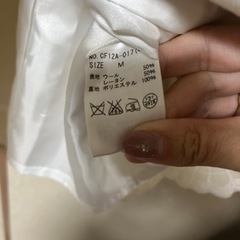 NO. CF12A-017
SIZE M
表地 ウール 50%
レーヨン 50%
裏地 ポリエステル 100%